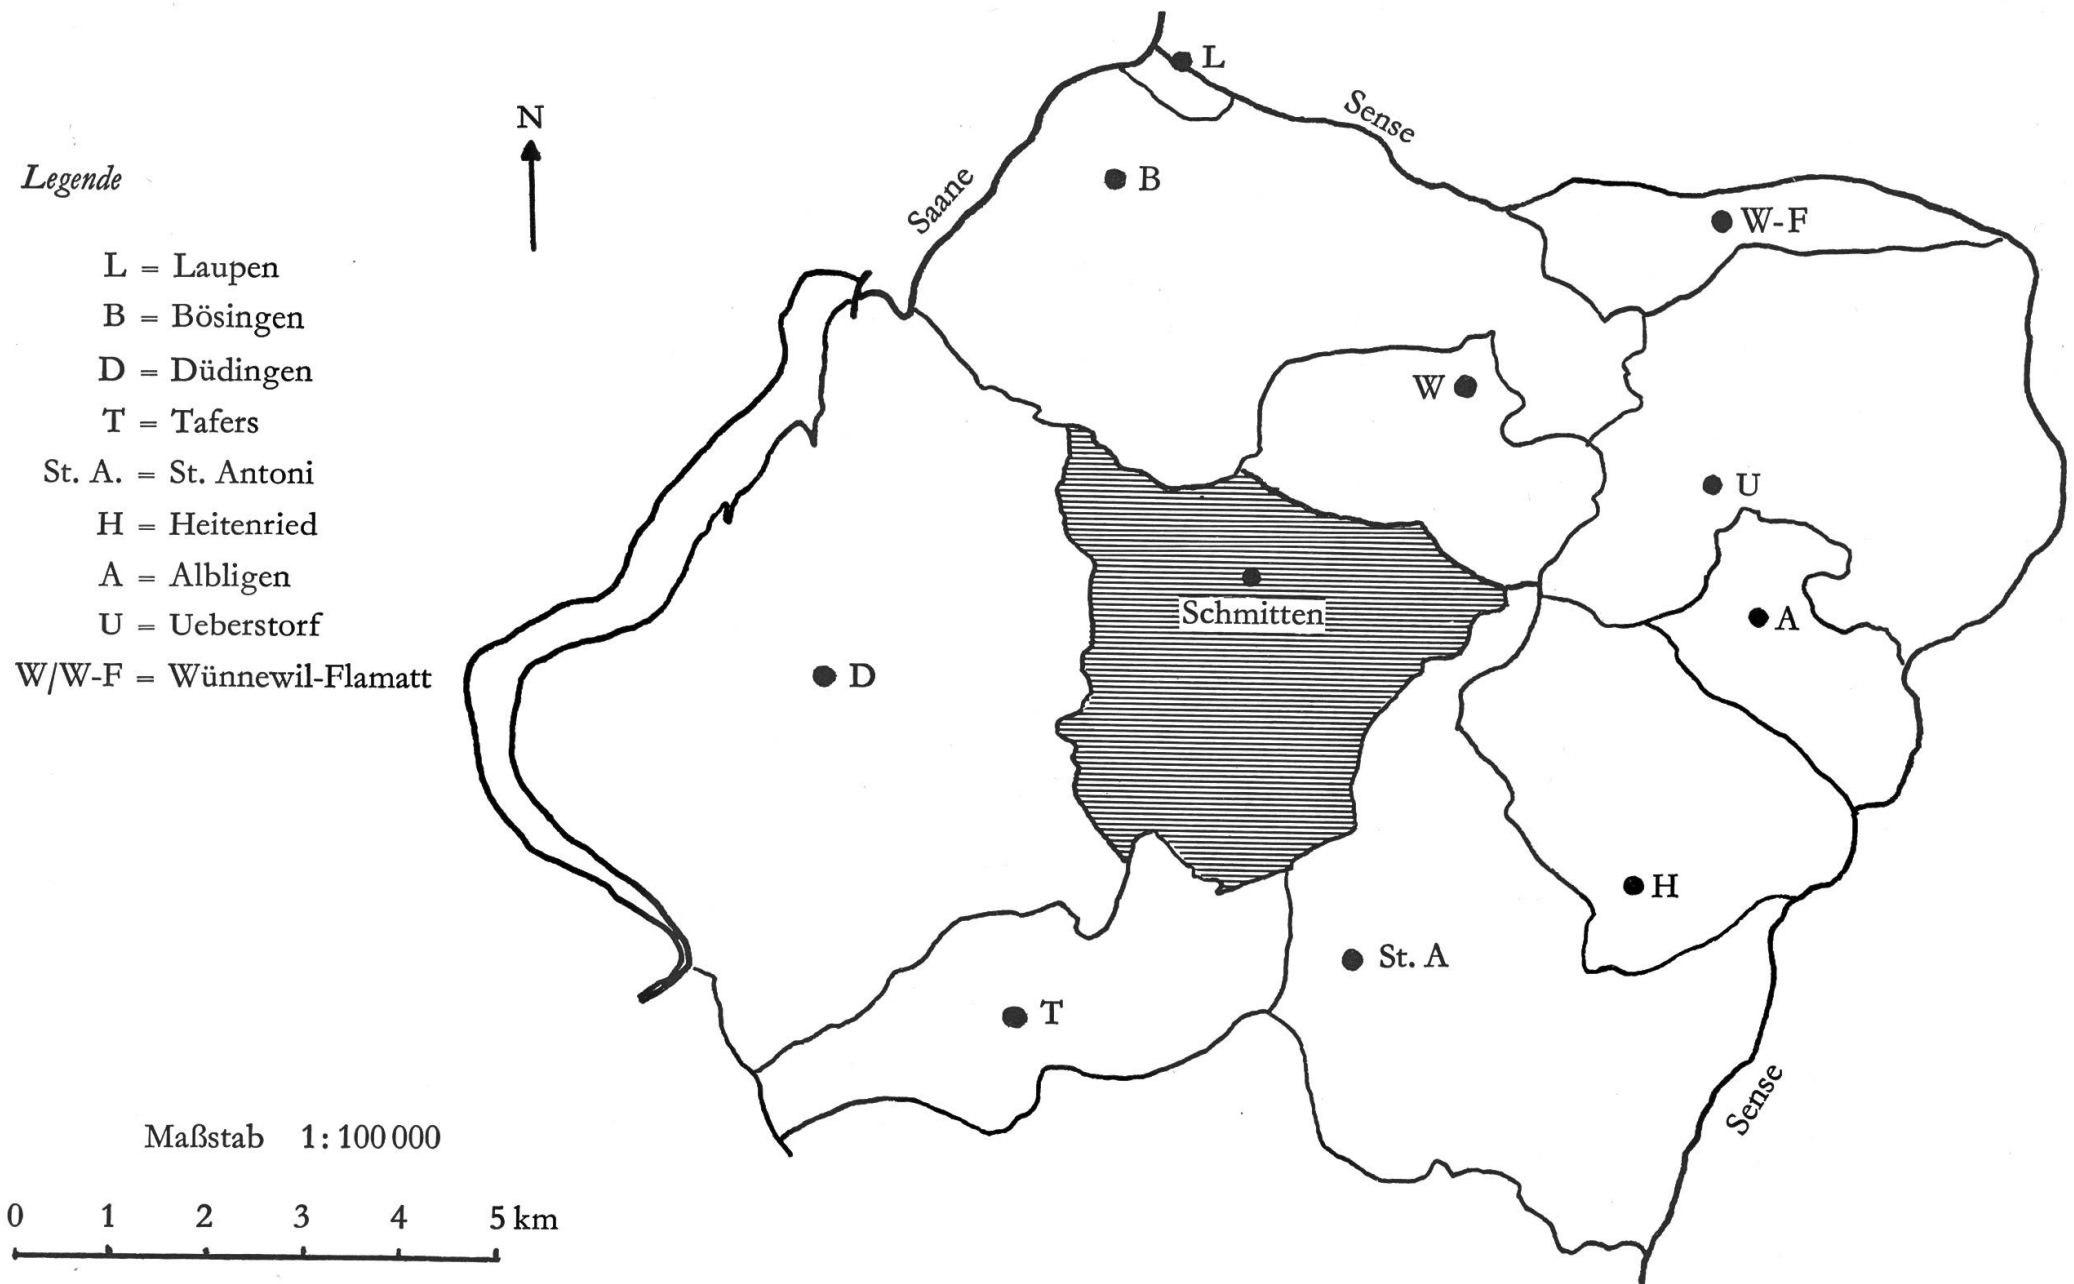 L
Sense
N
B
Saane
Legende
W-F
L = Laupen
B = Bösingen
D = Düdingen
W
T = Tafers
St. A. = St. Antoni
U
H = Heitenried
A = Albligen
Schmitten
A
U = Ueberstorf
W/W-F = Wünnewil-Flamatt
D
H
St. A
T
Sense
Maßstab 1:100 000
0 1 2 3 4 5 km